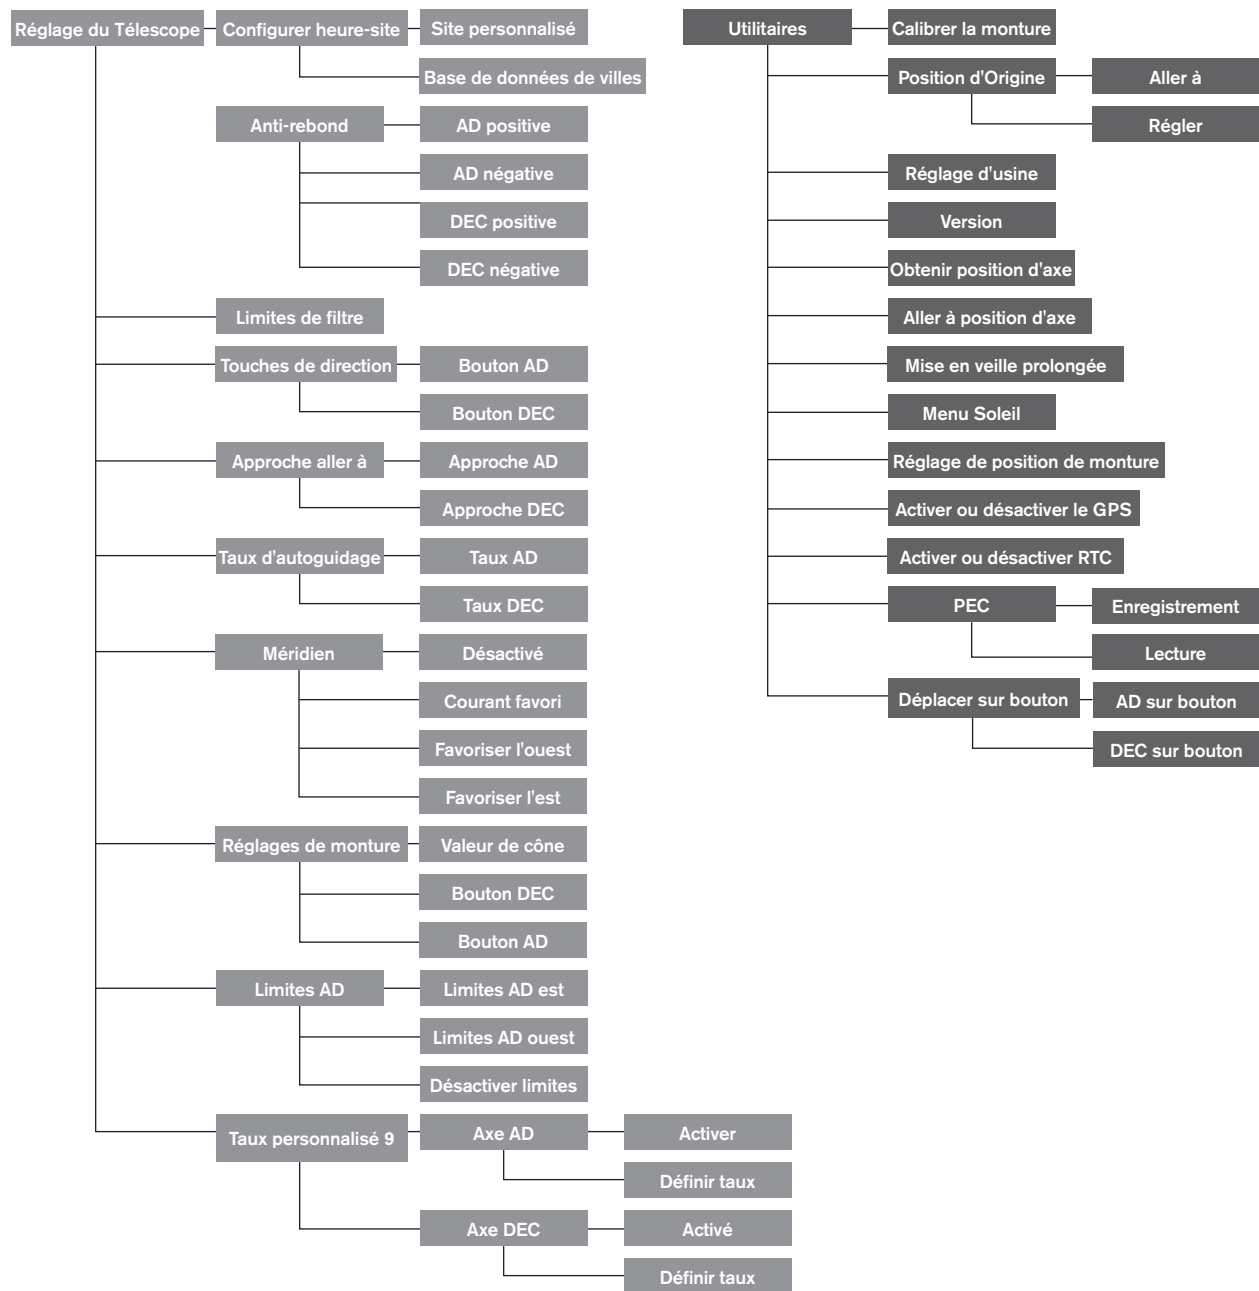 Réglage du Télescope
Configurer heure-site
Site personnalisé
Base de données de villes
Anti-rebond
AD positive
AD négative
DEC positive
DEC négative
Limites de filtre
Touches de direction
Bouton AD
Bouton DEC
Approche aller à
Approche AD
Approche DEC
Taux d'autoguidage
Taux AD
Taux DEC
Méridien
Désactivé
Courant favori
Favoriser l'ouest
Favoriser l'est
Réglages de monture
Valeur de cône
Bouton DEC
Bouton AD
Limites AD
Limites AD est
Limites AD ouest
Désactiver limites
Taux personnalisé 9
Axe AD
Activer
Définir taux
Axe DEC
Activé
Définir taux
Utilitaires
Calibrer la monture
Position d'Origine
Aller à
Régler
Réglage d'usine
Version
Obtenir position d'axe
Aller à position d'axe
Mise en veille prolongée
Menu Soleil
Réglage de position de monture
Activer ou désactiver le GPS
Activer ou désactiver RTC
PEC
Enregistrement
Lecture
Déplacer sur bouton
AD sur bouton
DEC sur bouton